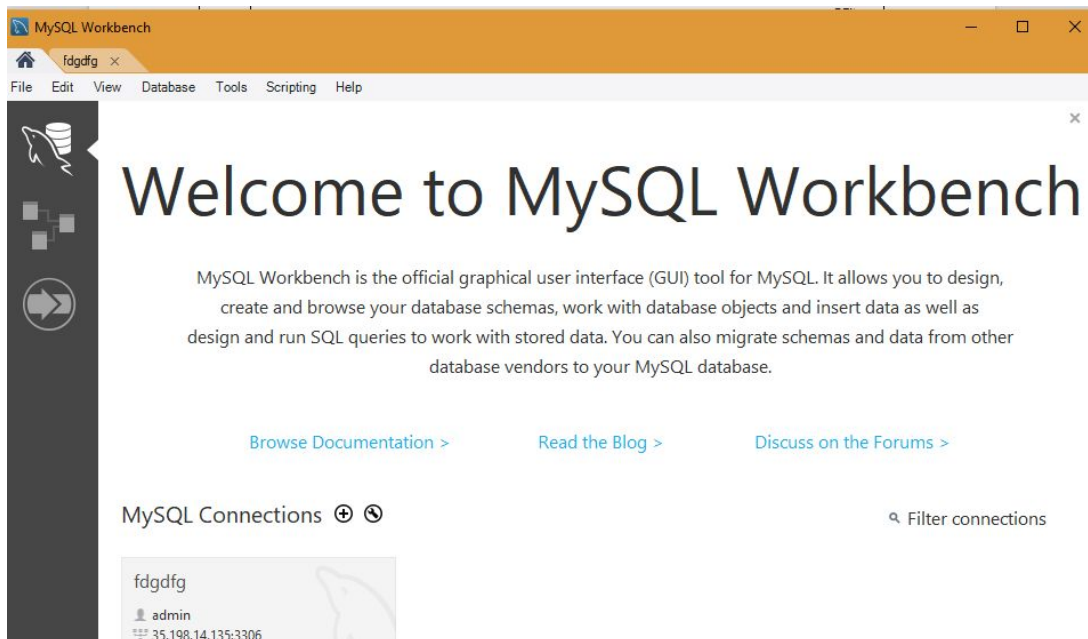 MySQL Workbench
fdgdfg
File Edit View Database Tools Scripting Help
Welcome to MySQL Workbench
MySQL Workbench is the official graphical user interface (GUI) tool for MySQL. It allows you to design,
create and browse your database schemas, work with database objects and insert data as well as
design and run SQL queries to work with stored data. You can also migrate schemas and data from other
database vendors to your MySQL database.
Browse Documentation > Read the Blog > Discuss on the Forums >
MySQL Connections Filter connections
fdgdfg
admin
35.198.14.135:3306